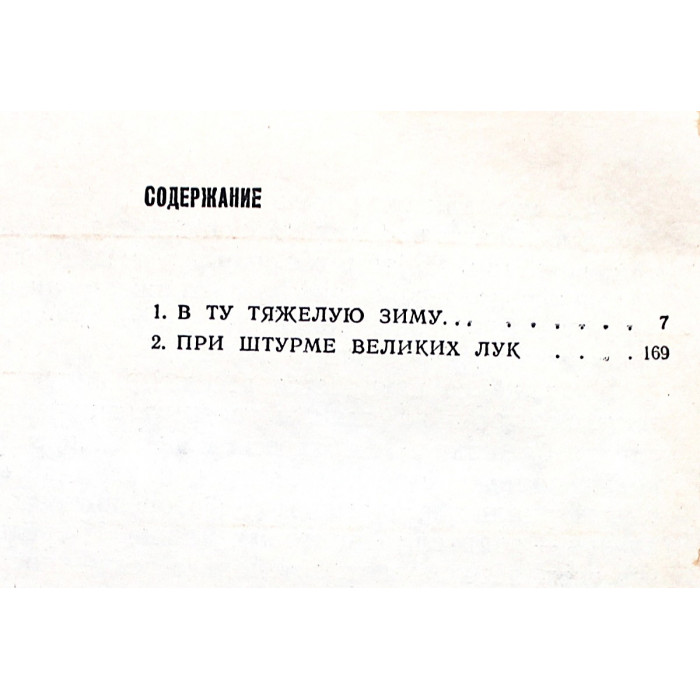 СОДЕРЖАНИЕ
1. В ТУ ТЯЖЕЛУЮ ЗИМУ... . . . . . . 7
2. ПРИ ШТУРМЕ ВЕЛИКИХ ЛУК . . . . 169